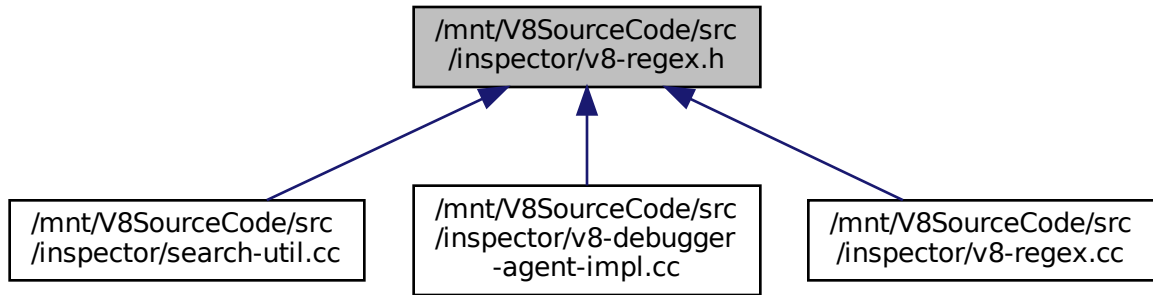 /mnt/V8SourceCode/src
/inspector/v8-regex.h
/mnt/V8SourceCode/src
/inspector/search-util.cc
/mnt/V8SourceCode/src
/inspector/v8-debugger
-agent-impl.cc
/mnt/V8SourceCode/src
/inspector/v8-regex.cc